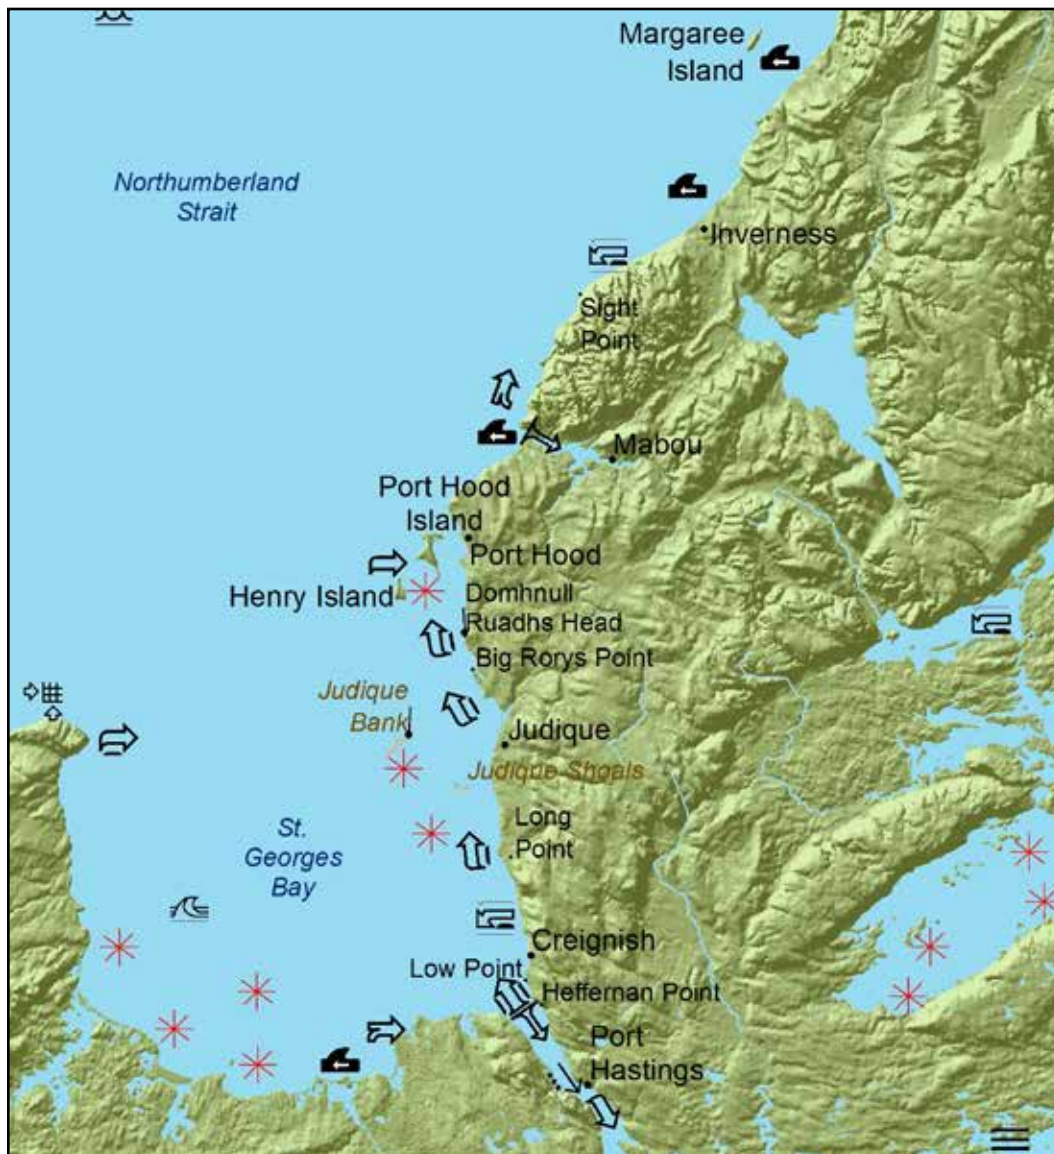 Margaree
Island
Northumberland
Strait
Inverness
Sight
Point
Mabou
Port Hood
Island
Port Hood
Henry Island
Domhnull
Ruadhs Head
Big Rorys Point
Judique
Bank
Judique
Judique Shoals
Long
Point
St.
Georges
Bay
Creignish
Low Point
Heffernan Point
Port
Hastings